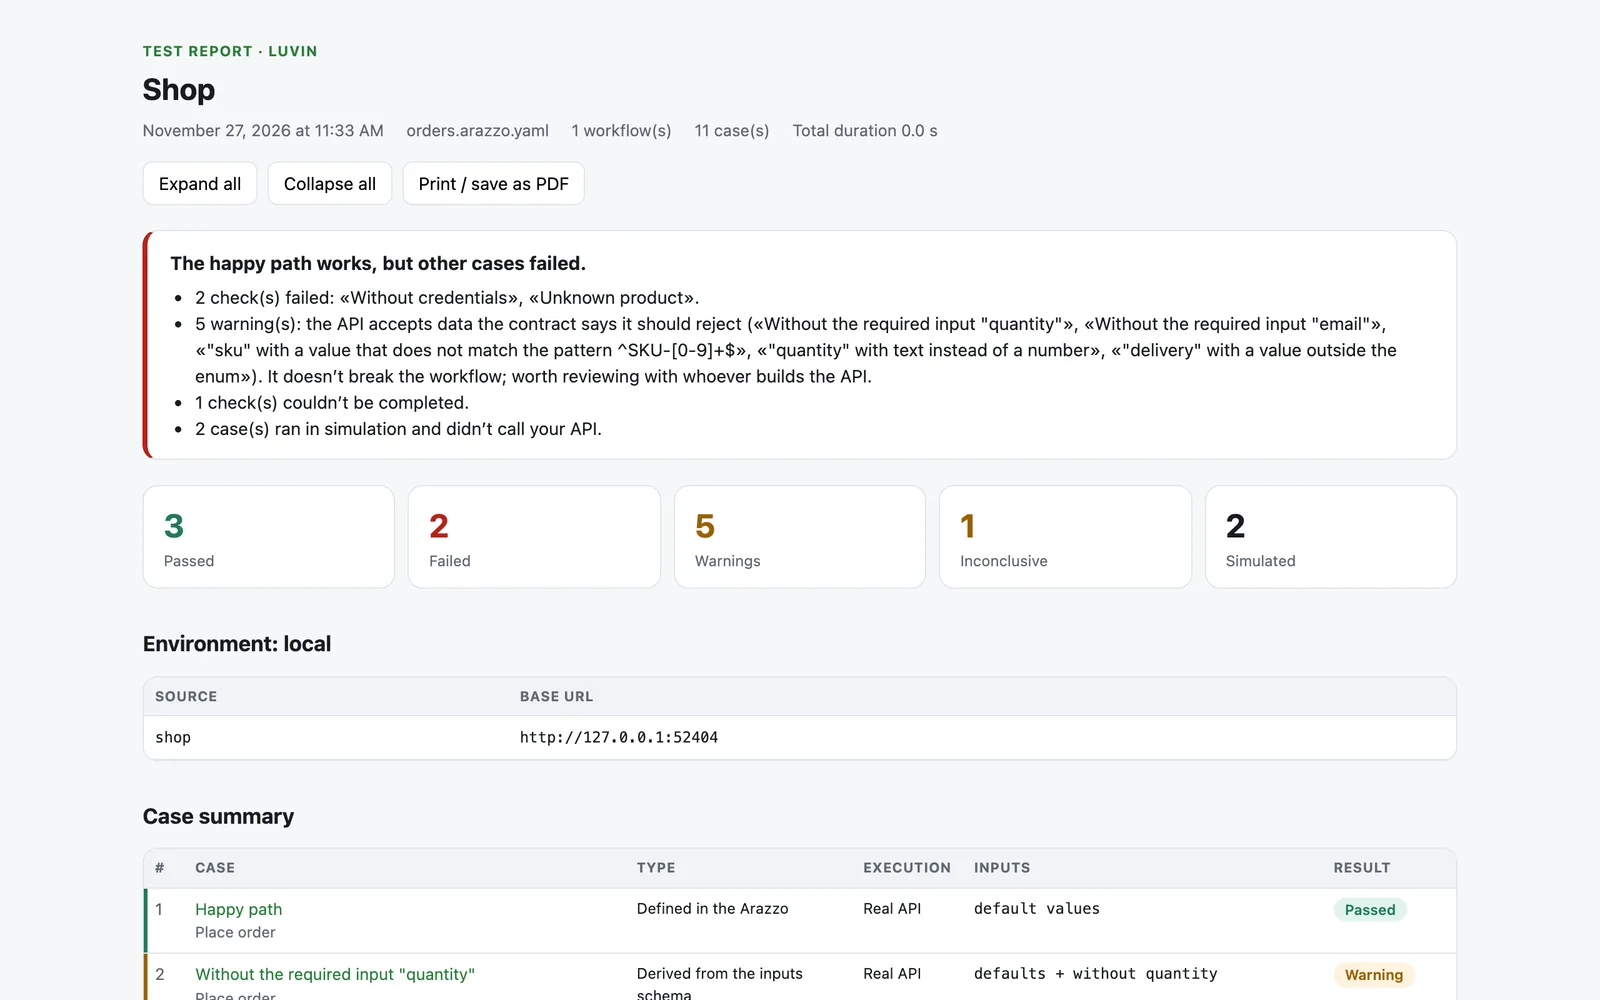 TEST REPORT · LUVIN
Shop
November 27, 2026 at 11:33 AM orders.arazzo.yaml 1 workflow(s) 11 case(s) Total duration 0.0 s
Expand all Collapse all Print / save as PDF
The happy path works, but other cases failed.
• 2 check(s) failed: «Without credentials», «Unknown product».
• 5 warning(s): the API accepts data the contract says it should reject («Without the required input "quantity"», «Without the required input "email"»,
«"sku" with a value that does not match the pattern ^SKU-[0-9]+$», «"quantity" with text instead of a number», «"delivery" with a value outside the
enum»). It doesn’t break the workflow; worth reviewing with whoever builds the API.
• 1 check(s) couldn’t be completed.
• 2 case(s) ran in simulation and didn’t call your API.
3 2 5 1 2
Passed Failed Warnings Inconclusive Simulated
Environment: local
SOURCE BASE URL
shop http://127.0.0.1:52404
Case summary
# CASE TYPE EXECUTION INPUTS RESULT
1 Happy path Defined in the Arazzo Real API default values Passed
Place order
2 Without the required input "quantity" Derived from the inputs Real API defaults + without quantity Warning
Place order schema